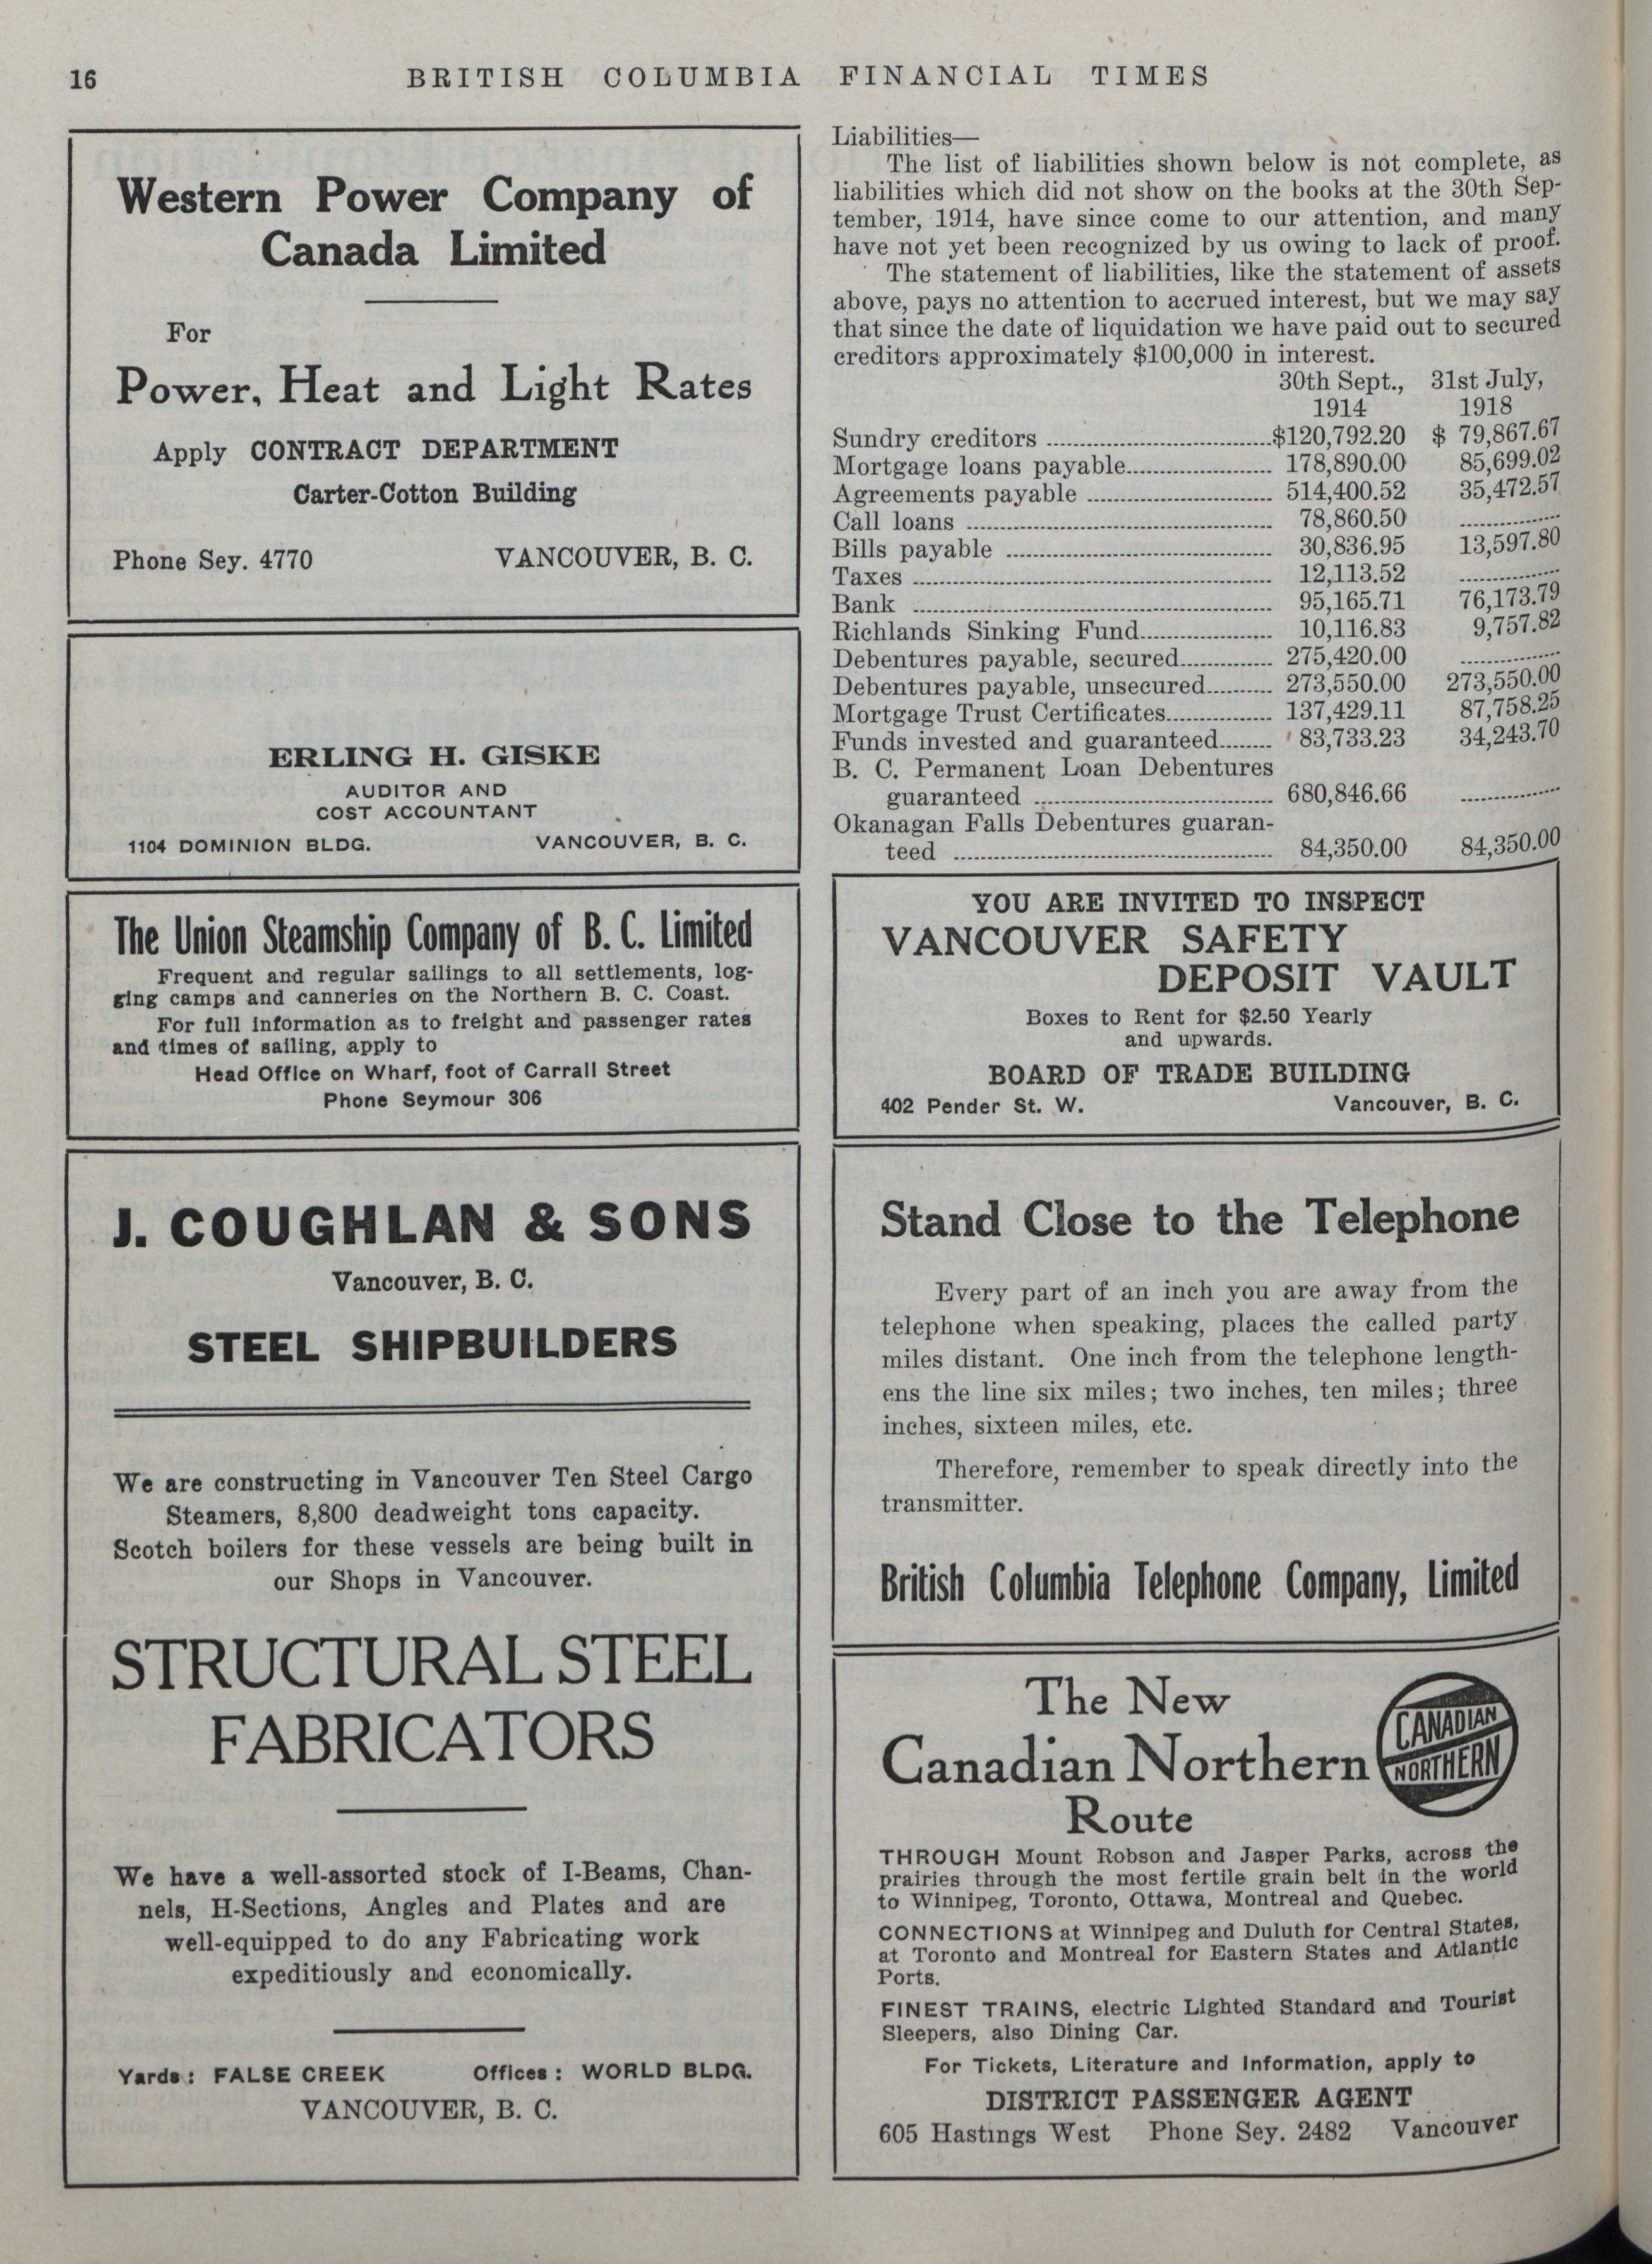 16
BRITISH COLUMBIA FINANCIAL TIMES
Western Power Company of
Canada Limited
For
Power, Heat and Light Rates
Apply CONTRACT DEPARTMENT
Carter-Cotton Building
Phone Sey. 4770 VANCOUVER, B. C.
ERLING H. GISKE
AUDITOR AND
COST ACCOUNTANT
1104 DOMINION BLDG. VANCOUVER, B. C.
The Union Steamship Company of B. C. Limited
Frequent and regular sailings to all settlements, log-
ging camps and canneries on the Northern B. C. Coast.
For full information as to freight and passenger rates
and times of sailing, apply to
Head Office on Wharf, foot of Carrall Street
Phone Seymour 306
J. COUGHLAN & SONS
Vancouver, B. C.
STEEL SHIPBUILDERS
We are constructing in Vancouver Ten Steel Cargo
Steamers, 8,800 deadweight tons capacity.
Scotch boilers for these vessels are being built in
our Shops in Vancouver.
STRUCTURAL STEEL
FABRICATORS
We have a well-assorted stock of I-Beams, Chan-
nels, H-Sections, Angles and Plates and are
well-equipped to do any Fabricating work
expeditiously and economically.
Yards: FALSE CREEK Offices: WORLD BLDG.
VANCOUVER, B. C.
Liabilities—
The list of liabilities shown below is not complete, as
liabilities which did not show on the books at the 30th Sep-
tember, 1914, have since come to our attention, and many
have not yet been recognized by us owing to lack of proof.
The statement of liabilities, like the statement of assets
above, pays no attention to accrued interest, but we may say
that since the date of liquidation we have paid out to secured
creditors approximately $100,000 in interest.
30th Sept., 31st July,
1914 1918
Sundry creditors $120,792.20 $ 79,867.67
Mortgage loans payable 178,890.00 85,699.02
Agreements payable 514,400.52 35,472.57
Call loans 78,860.50
Bills payable 30,836.95 13,597.80
Taxes 12,113.52
Bank 95,165.71 76,173.79
Richlands Sinking Fund 10,116.83 9,757.82
Debentures payable, secured 275,420.00
Debentures payable, unsecured 273,550.00 273,550.00
Mortgage Trust Certificates 137,429.11 87,758.25
Funds invested and guaranteed 83,733.23 34,243.70
B. C. Permanent Loan Debentures
guaranteed 680,846.66
Okanagan Falls Debentures guaran-
teed 84,350.00 84,350.00
YOU ARE INVITED TO INSPECT
VANCOUVER SAFETY
DEPOSIT VAULT
Boxes to Rent for $2.50 Yearly
and upwards.
BOARD OF TRADE BUILDING
402 Pender St. W. Vancouver, B. C.
Stand Close to the Telephone
Every part of an inch you are away from the
telephone when speaking, places the called party
miles distant. One inch from the telephone length-
ens the line six miles; two inches, ten miles; three
inches, sixteen miles, etc.
Therefore, remember to speak directly into the
transmitter.
British Columbia Telephone Company, Limited
The New
Canadian Northern
Route
CANADIAN
NORTHERN
THROUGH Mount Robson and Jasper Parks, across the
prairies through the most fertile grain belt in the world
to Winnipeg, Toronto, Ottawa, Montreal and Quebec.
CONNECTIONS at Winnipeg and Duluth for Central States,
at Toronto and Montreal for Eastern States and Atlantic
Ports.
FINEST TRAINS, electric Lighted Standard and Tourist
Sleepers, also Dining Car.
For Tickets, Literature and Information, apply to
DISTRICT PASSENGER AGENT
605 Hastings West Phone Sey. 2482 Vancouver